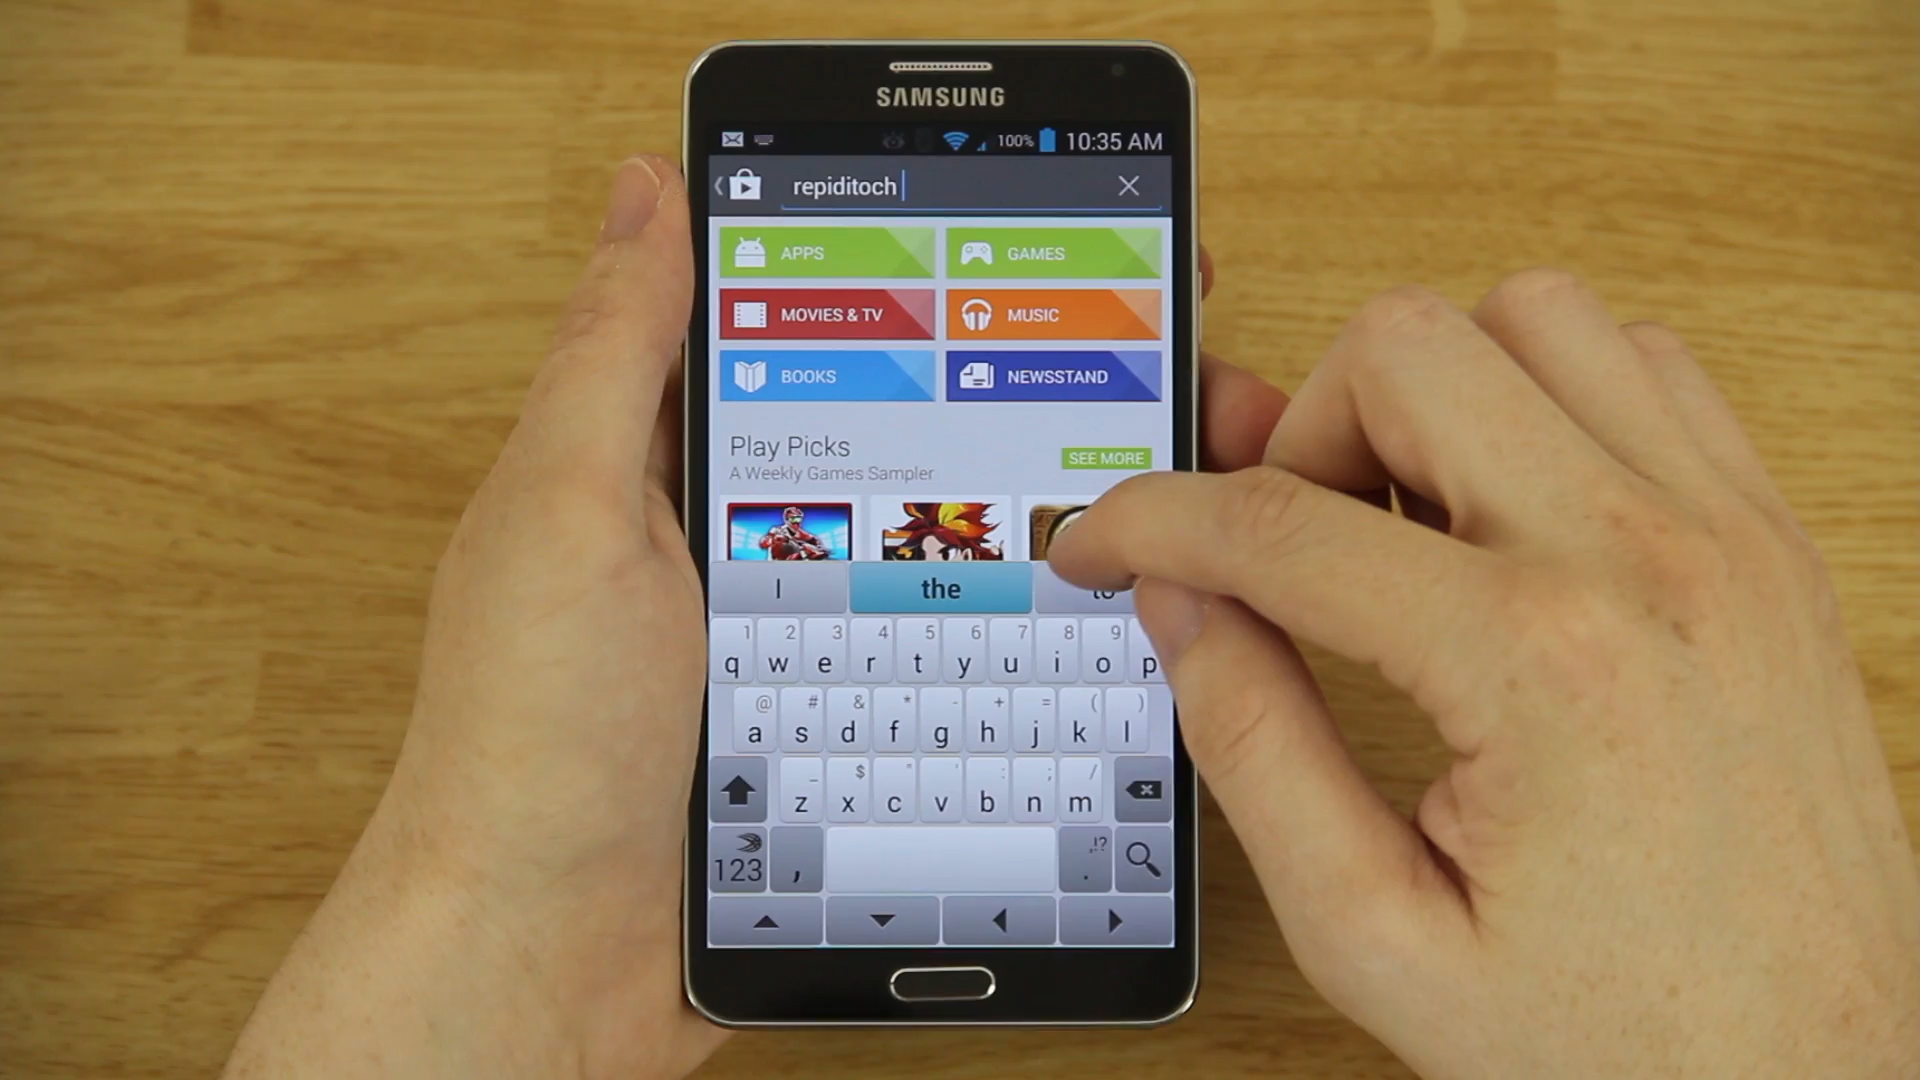 SAMSUNG
100% 10:35 AM
repiditoch
APPS GAMES
MOVIES & TV MUSIC
BOOKS NEWSSTAND
Play Picks
A Weekly Games Sampler
SEE MORE
I the to
1 2 3 4 5 6 7 8 9
q w e r t y u i o p
@ # & * - + = ( )
a s d f g h j k l
_ $ " ' : ; /
z x c v b n m
123 , !? .